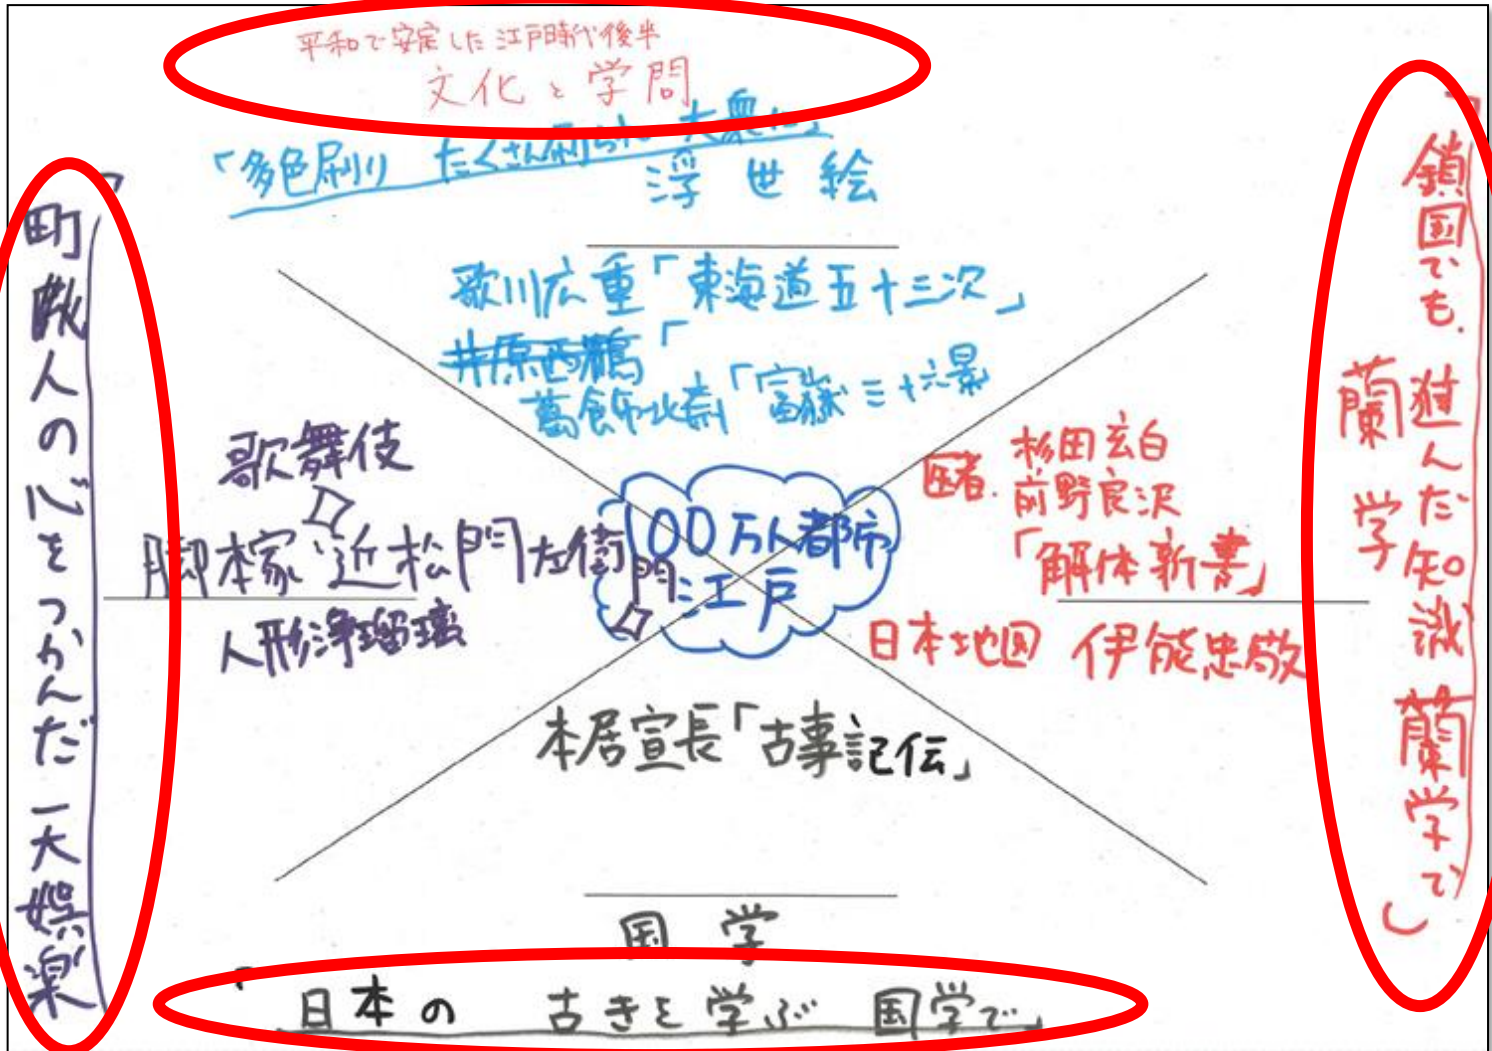 平和で安定した江戸時代後半
文化と学問
「多色刷り たくさん刷られ 大衆に」
浮世絵
歌川広重「東海道五十三次」
井原西鶴「
葛飾北斎「富嶽三十六景
「町人の心をつかんだ一大娯楽
歌舞伎
脚本家 近松門左衛門
人形浄瑠璃
100万人都市
江戸
医者 杉田玄白
前野良沢
「解体新書」
日本地図 伊能忠敬
「鎖国でも、進んだ知識 蘭学で」
蘭学
本居宣長「古事記伝」
国学
「日本の 古きを学ぶ 国学で」